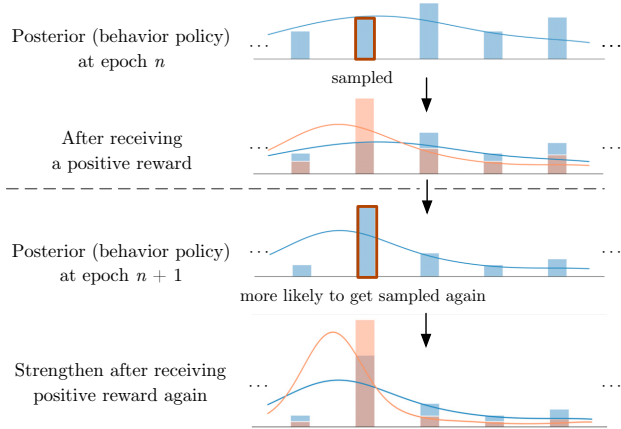 Posterior (behavior policy)
at epoch n
...
...
sampled
After receiving
a positive reward
...
...
Posterior (behavior policy)
at epoch n + 1
...
...
more likely to get sampled again
Strengthen after receiving
positive reward again
...
...